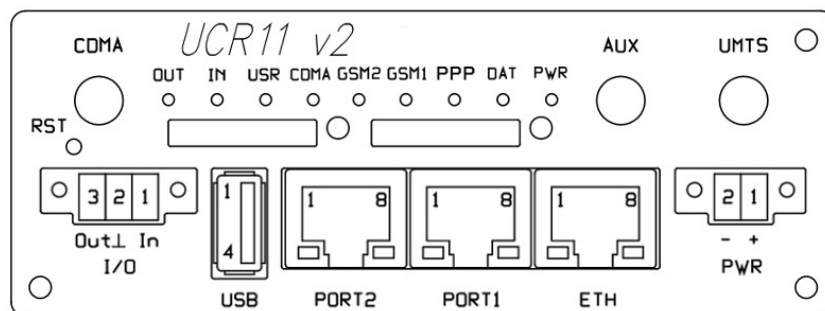 CDMA UCR11 v2 AUX UMTS
OUT IN USR CDMA GSM2 GSM1 PPP DAT PWR
RST
3 2 1 1 1 8 1 8 1 8 2 1
4
Out⊥ In - +
I/O PWR
USB PORT2 PORT1 ETH